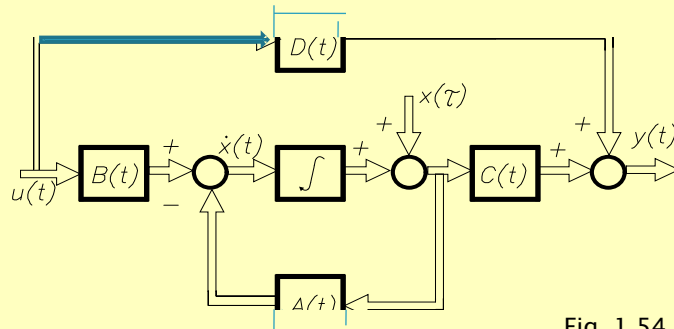 D(t)
x(τ)
+
+
ẋ(t)
+
+
+
y(t)
B(t)
∫
C(t)
u(t)
−
A(t)
Fig. 1.54